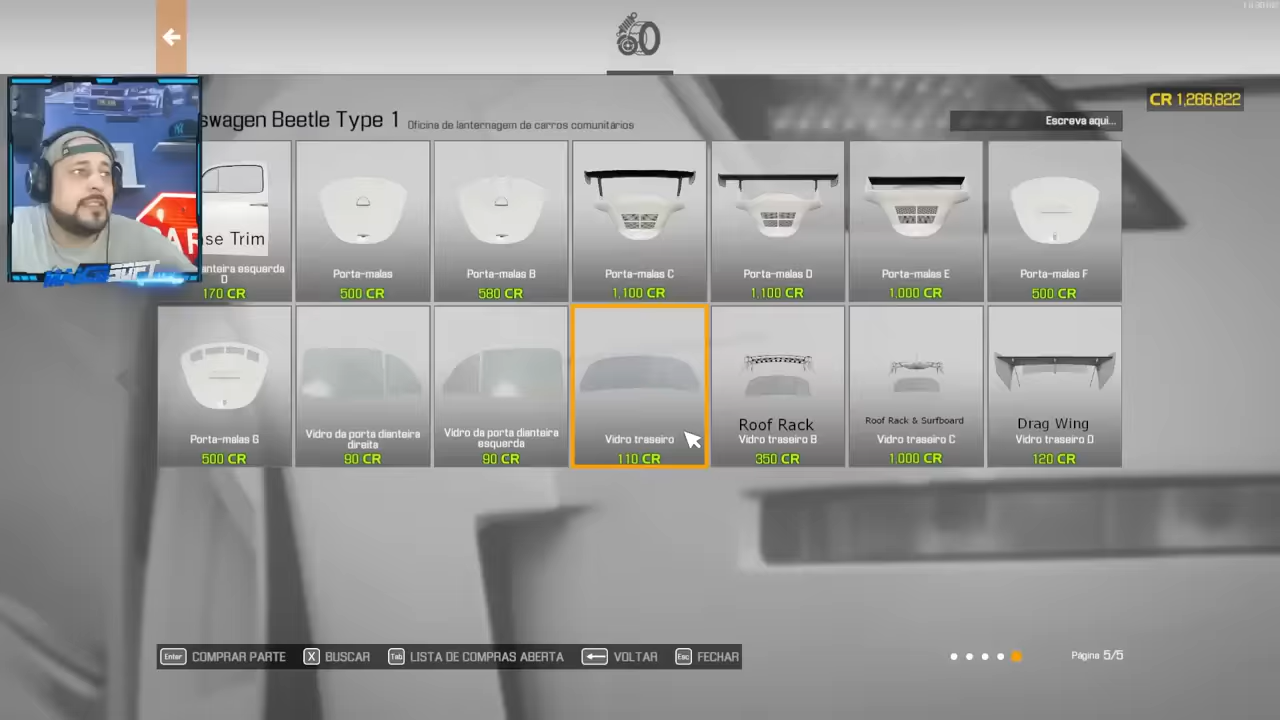 CR 1,266,822
swagen Beetle Type 1 Oficina de lanternagem de carros comunitários
Escreva aqui...
se Trim
anteira esquerda
D
170 CR
Porta-malas
500 CR
Porta-malas B
580 CR
Porta-malas C
1,100 CR
Porta-malas D
1,100 CR
Porta-malas E
1,000 CR
Porta-malas F
500 CR
Porta-malas G
500 CR
Vidro da porta dianteira
direita
90 CR
Vidro da porta dianteira
esquerda
90 CR
Vidro traseiro
110 CR
Roof Rack
Vidro traseiro B
350 CR
Roof Rack & Surfboard
Vidro traseiro C
1,000 CR
Drag Wing
Vidro traseiro D
120 CR
Enter COMPRAR PARTE X BUSCAR Tab LISTA DE COMPRAS ABERTA VOLTAR Esc FECHAR
Página 5/5